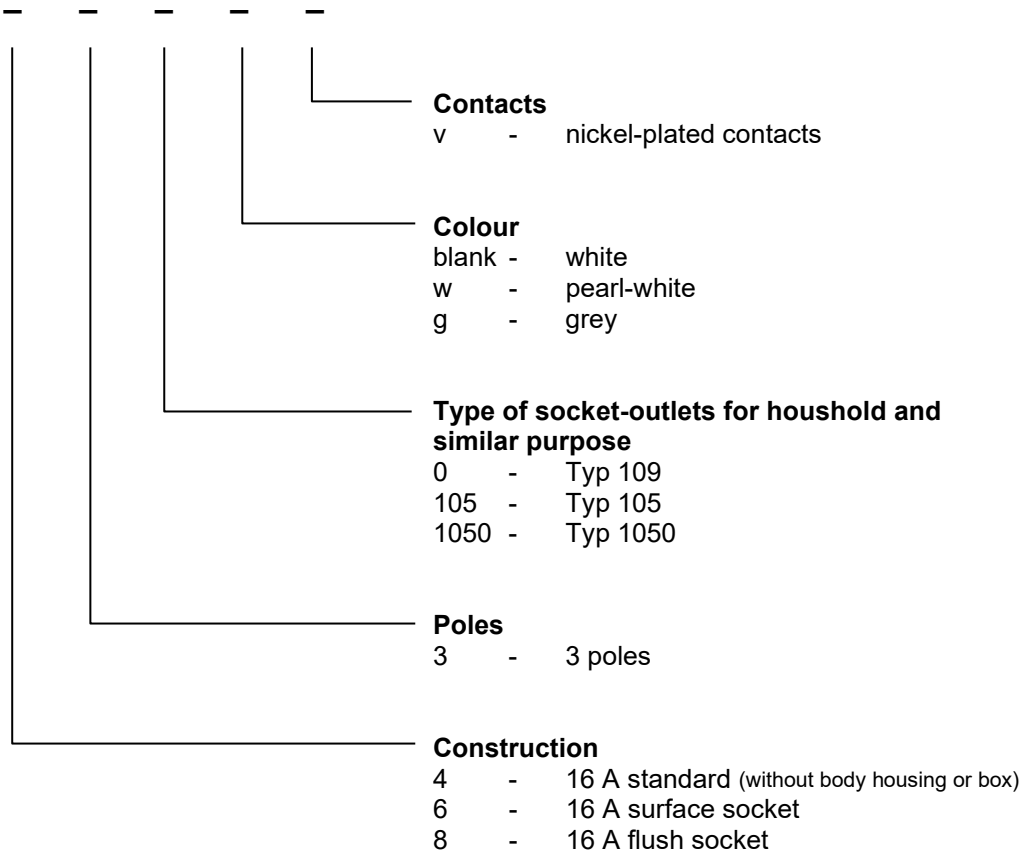 – – – – –
Contacts
v - nickel-plated contacts
Colour
blank - white
w - pearl-white
g - grey
Type of socket-outlets for houshold and
similar purpose
0 - Typ 109
105 - Typ 105
1050 - Typ 1050
Poles
3 - 3 poles
Construction
4 - 16 A standard (without body housing or box)
6 - 16 A surface socket
8 - 16 A flush socket